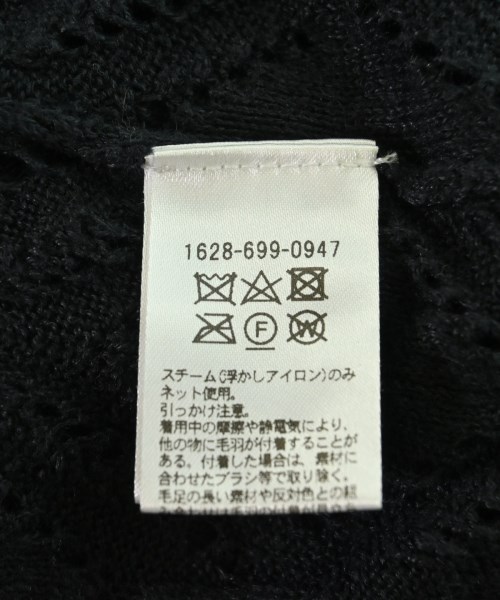 1628-699-0947
F W
スチーム(浮かしアイロン)のみ
ネット使用。
引っかけ注意。
着用中の摩擦や静電気により、
他の物に毛羽が付着することが
ある。付着した場合は、素材に
合わせたブラシ等で取り除く。
毛足の長い素材や反対色との組